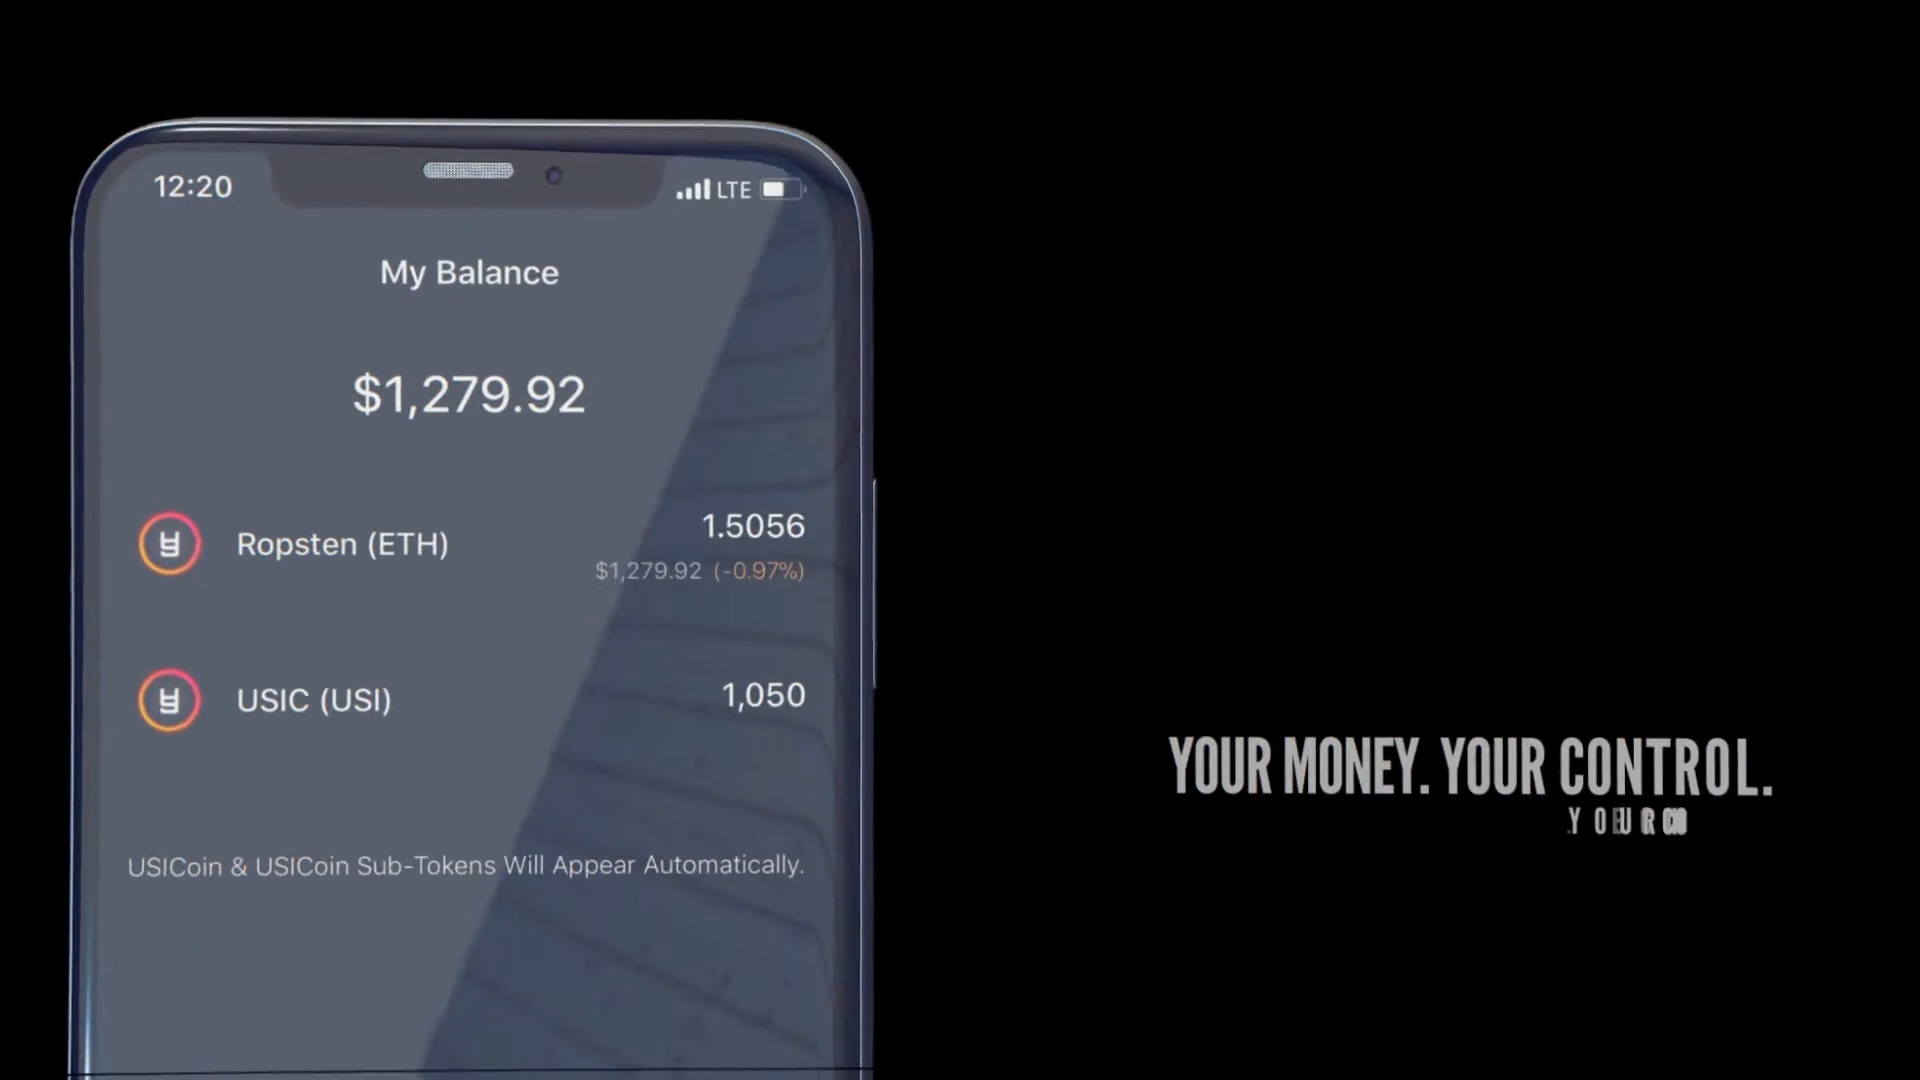 12:20
LTE
My Balance
$1,279.92
Ropsten (ETH)
1.5056
$1,279.92 (-0.97%)
USIC (USI)
1,050
USICoin & USICoin Sub-Tokens Will Appear Automatically.
YOUR MONEY. YOUR CONTROL.